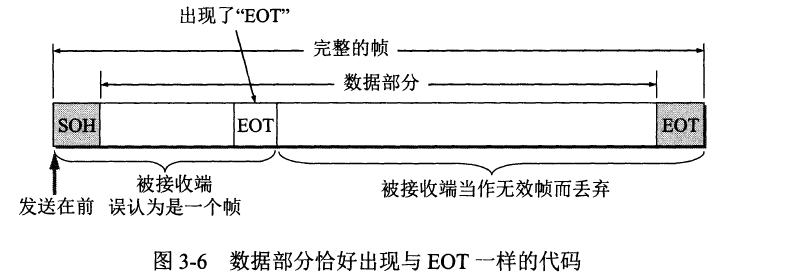 出现了“EOT”
完整的帧
数据部分
SOH
EOT
EOT
被接收端
误认为是一个帧
被接收端当作无效帧而丢弃
发送在前
图 3-6 数据部分恰好出现与 EOT 一样的代码